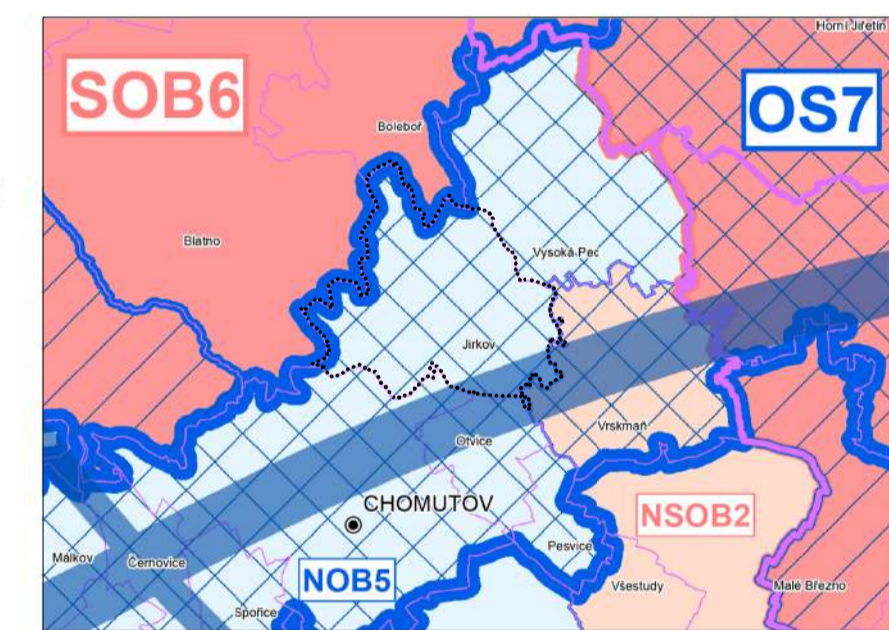 Horní Jiřetín
SOB6
OS7
Boleboř
Blatno
Vysoká Pec
Jirkov
Vrskmaň
Otvice
CHOMUTOV
NSOB2
Pesvice
Málkov
Černovice
NOB5
Všestudy
Malé Březno
Spořice